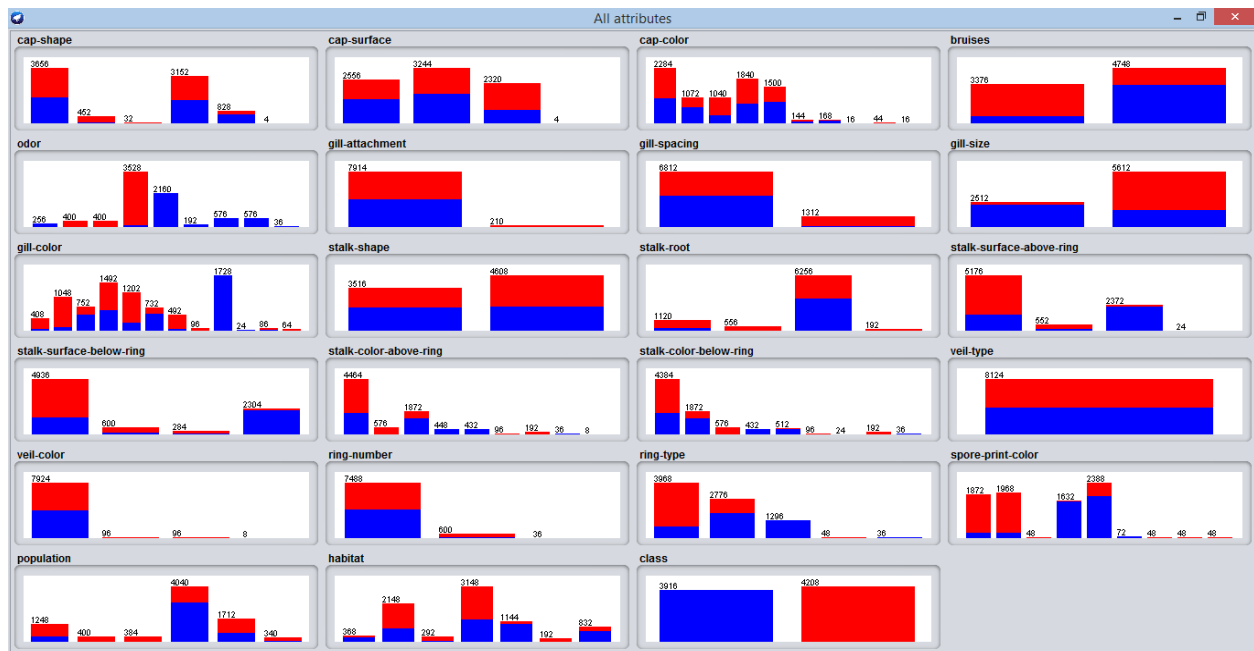 All attributes
cap-shape cap-surface cap-color bruises
3656 452 32 3152 828 4 2556 3244 2320 4 2284 1072 1040 1840 1500 144 168 16 44 16 3376 4748
odor gill-attachment gill-spacing gill-size
256 400 400 3528 2160 192 576 576 36 7914 210 6812 1312 2512 5612
gill-color stalk-shape stalk-root stalk-surface-above-ring
408 1048 752 1492 1202 732 492 96 1728 24 86 64 3516 4608 1120 556 6256 192 5176 552 2372 24
stalk-surface-below-ring stalk-color-above-ring stalk-color-below-ring veil-type
4936 600 284 2304 4464 576 1872 448 432 96 192 36 8 4384 1872 576 432 512 96 24 192 36 8124
veil-color ring-number ring-type spore-print-color
7924 96 96 8 7488 600 36 3968 2776 1296 48 36 1872 1968 48 1632 2388 72 48 48 48
population habitat class
1248 400 384 4040 1712 340 368 2148 292 3148 1144 192 832 3916 4208